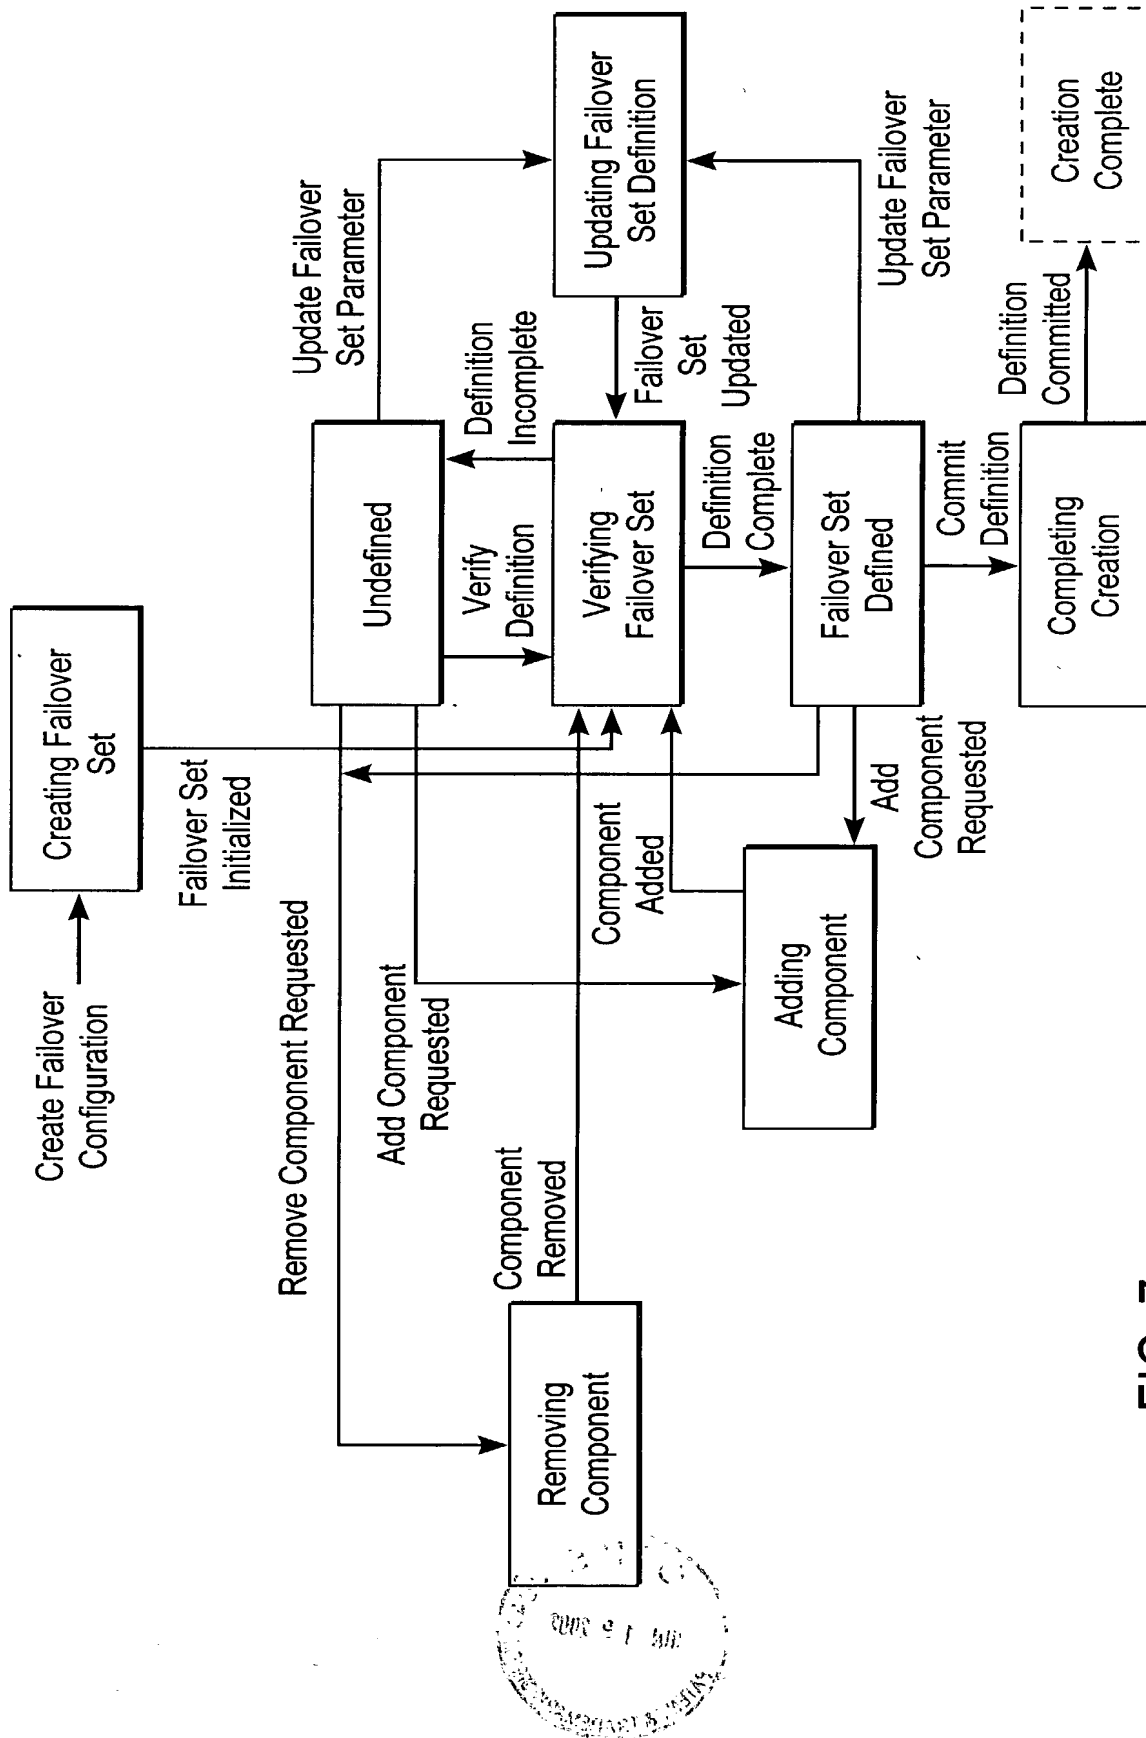 Create Failover
Configuration
Creating Failover
Set
Failover Set
Initialized
Remove Component Requested
Add Component
Requested
Undefined
Update Failover
Set Parameter
Verify
Definition
Definition
Incomplete
Removing
Component
Component
Removed
Component
Added
Verifying
Failover Set
Failover
Set
Updated
Updating Failover
Set Definition
Definition
Complete
Adding
Component
Add
Component
Requested
Failover Set
Defined
Update Failover
Set Parameter
Commit
Definition
Completing
Creation
Definition
Committed
Creation
Complete